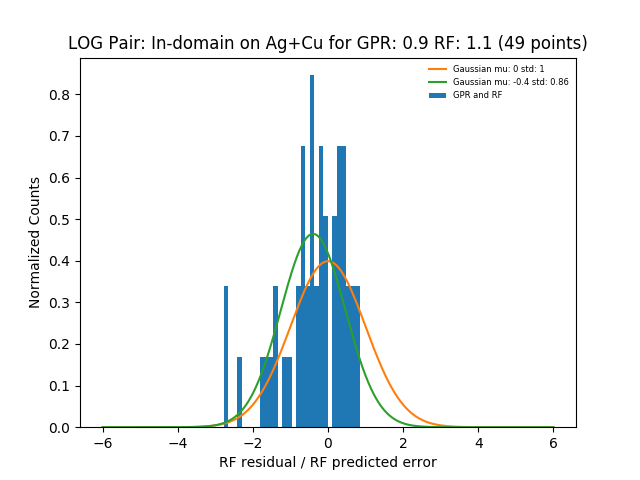 LOG Pair: In-domain on Ag+Cu for GPR: 0.9 RF: 1.1 (49 points)
Gaussian mu: 0 std: 1
Gaussian mu: -0.4 std: 0.86
GPR and RF
Normalized Counts
0.8
0.7
0.6
0.5
0.4
0.3
0.2
0.1
0.0
−6 −4 −2 0 2 4 6
RF residual / RF predicted error